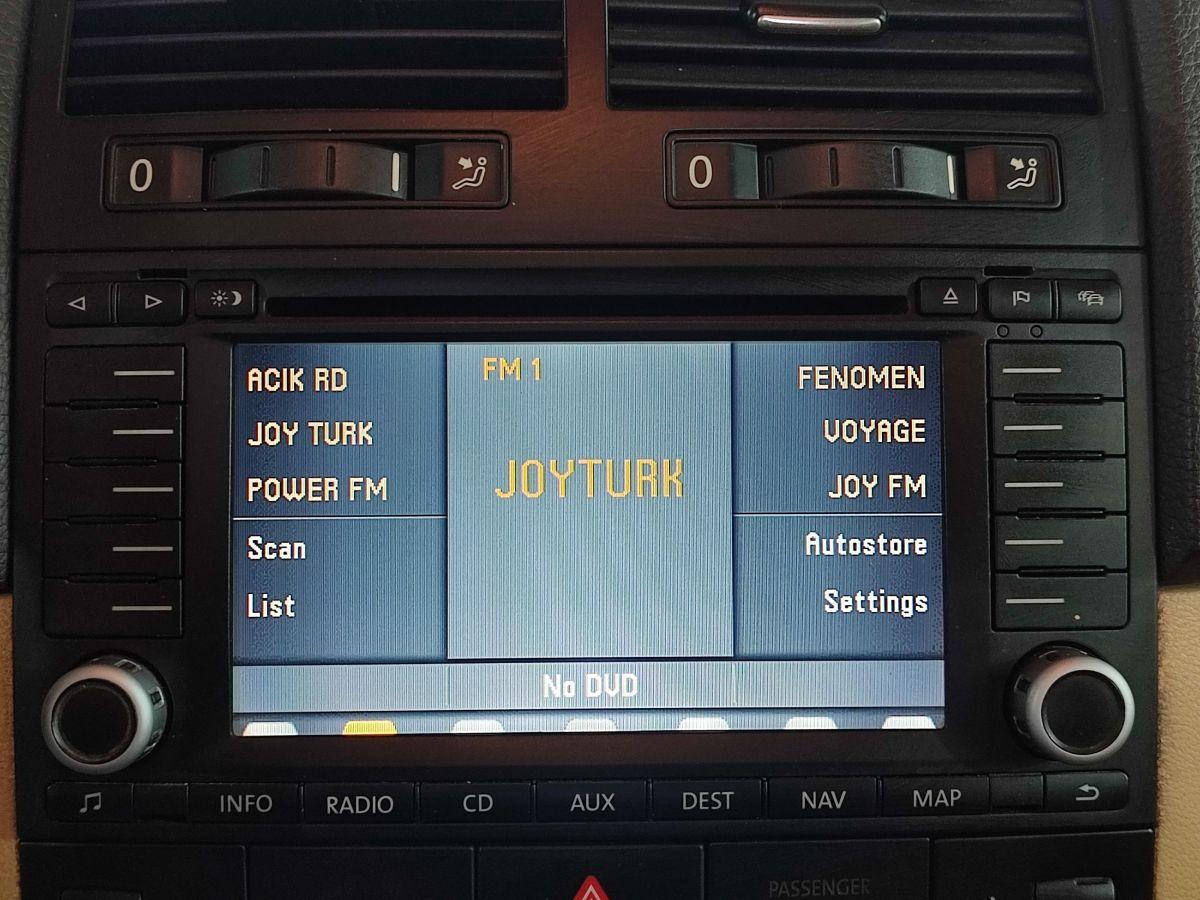 0
0
FM 1
ACIK RD
FENOMEN
JOY TURK
VOYAGE
JOYTURK
POWER FM
JOY FM
Scan
Autostore
List
Settings
No DVD
INFO
RADIO
CD
AUX
DEST
NAV
MAP
PASSENGER